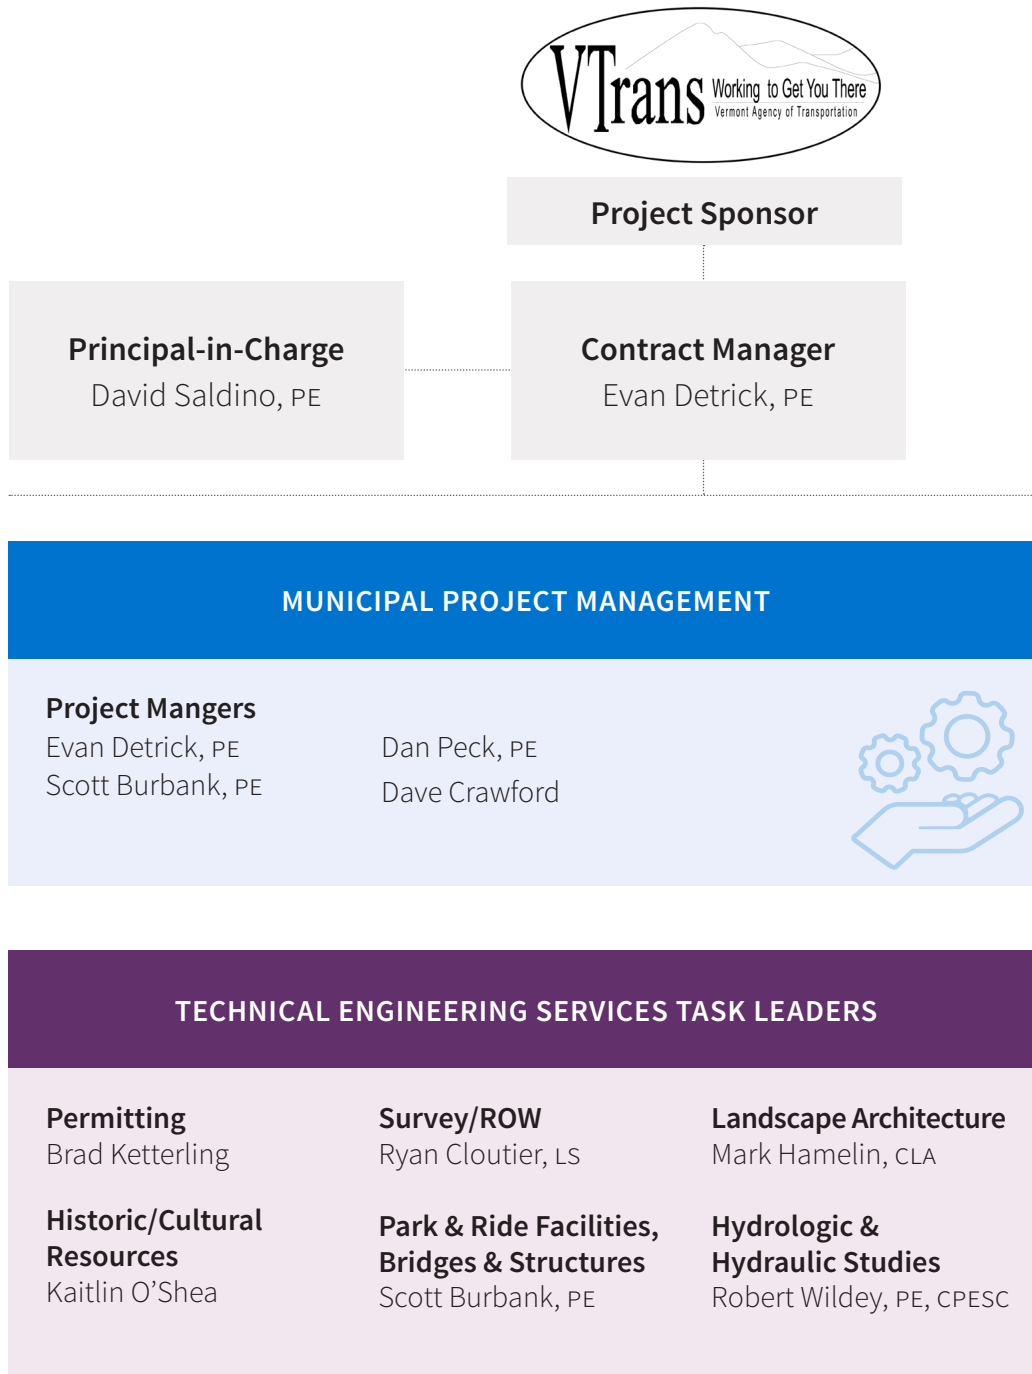 VTrans Working to Get You There
Vermont Agency of Transportation
Project Sponsor
Principal-in-Charge
David Saldino, PE
Contract Manager
Evan Detrick, PE
MUNICIPAL PROJECT MANAGEMENT
Project Mangers
Evan Detrick, PE
Scott Burbank, PE
Dan Peck, PE
Dave Crawford
TECHNICAL ENGINEERING SERVICES TASK LEADERS
Permitting
Brad Ketterling
Historic/Cultural
Resources
Kaitlin O’Shea
Survey/ROW
Ryan Cloutier, LS
Park & Ride Facilities,
Bridges & Structures
Scott Burbank, PE
Landscape Architecture
Mark Hamelin, CLA
Hydrologic &
Hydraulic Studies
Robert Wildey, PE, CPESC